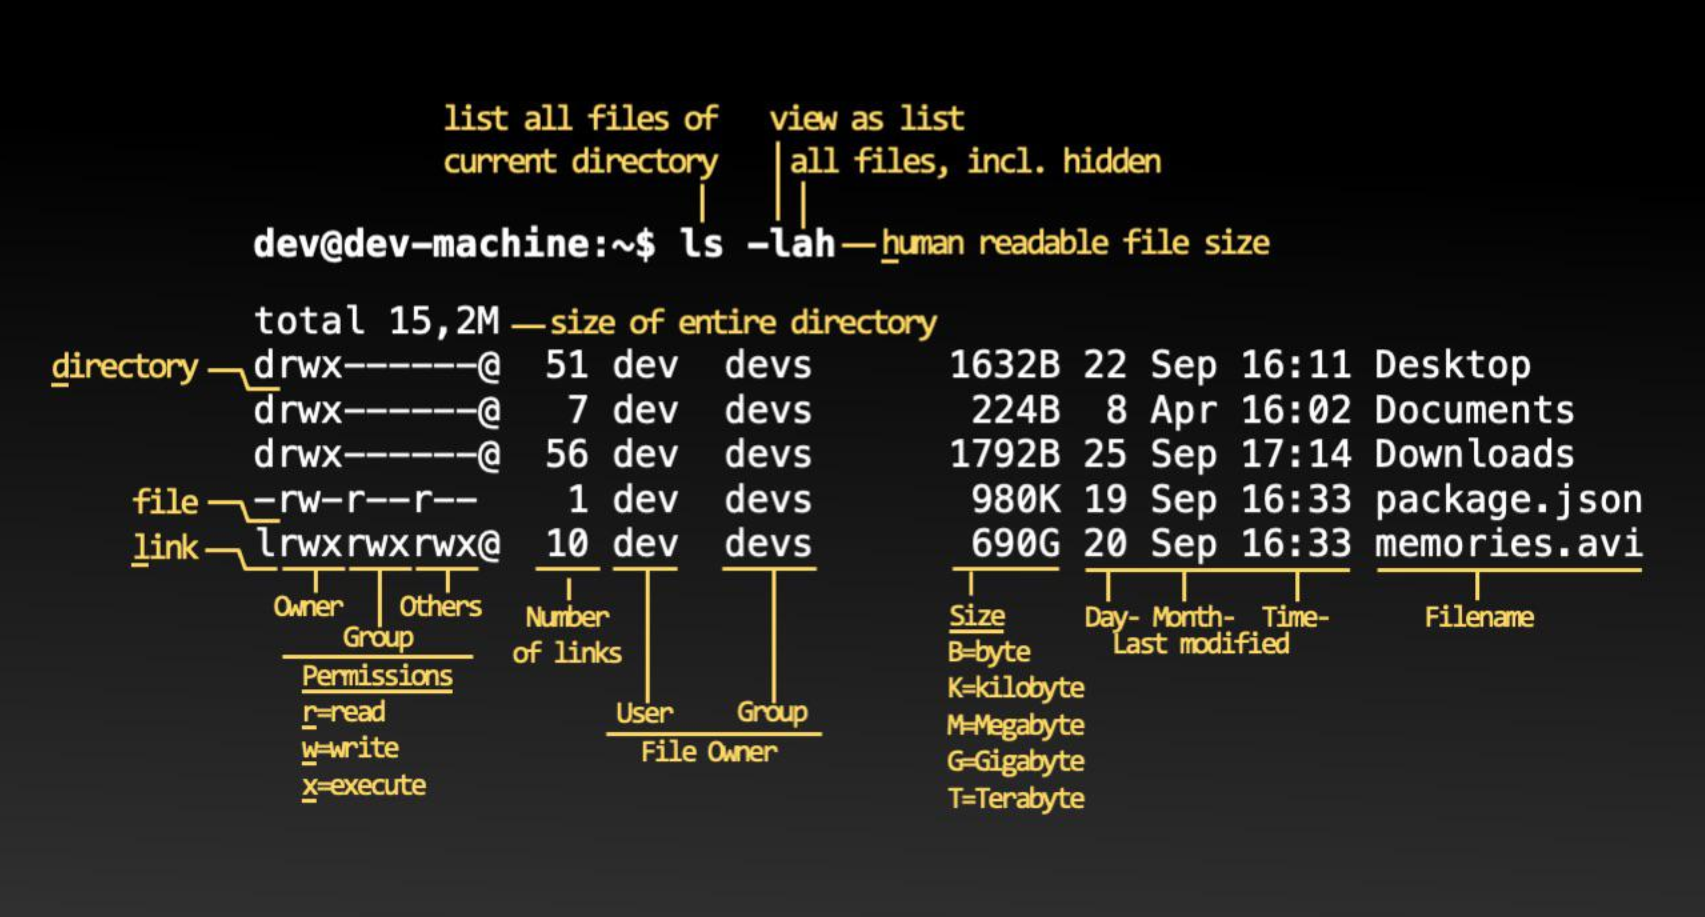 list all files of view as list
current directory all files, incl. hidden
dev@dev-machine:~$ ls -lah human readable file size
total 15,2M size of entire directory
directory drwx------@ 51 dev devs 1632B 22 Sep 16:11 Desktop
drwx------@ 7 dev devs 224B 8 Apr 16:02 Documents
drwx------@ 56 dev devs 1792B 25 Sep 17:14 Downloads
file -rw-r--r-- 1 dev devs 980K 19 Sep 16:33 package.json
link lrwxrwxrwx@ 10 dev devs 690G 20 Sep 16:33 memories.avi
Owner Others Number Size Day- Month- Time- Filename
Group of links B=byte Last modified
Permissions K=kilobyte
r=read User Group M=Megabyte
w=write File Owner G=Gigabyte
x=execute T=Terabyte